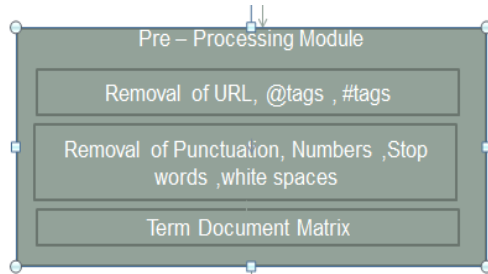 Pre – Processing Module
Removal of URL, @tags , #tags
Removal of Punctuation, Numbers ,Stop
words ,white spaces
Term Document Matrix